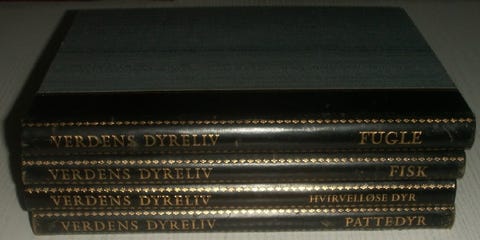 VERDENS DYRELIV FUGLE
VERDENS DYRELIV FISK
VERDENS DYRELIV HVIRVELLØSE DYR
VERDENS DYRELIV PATTEDYR